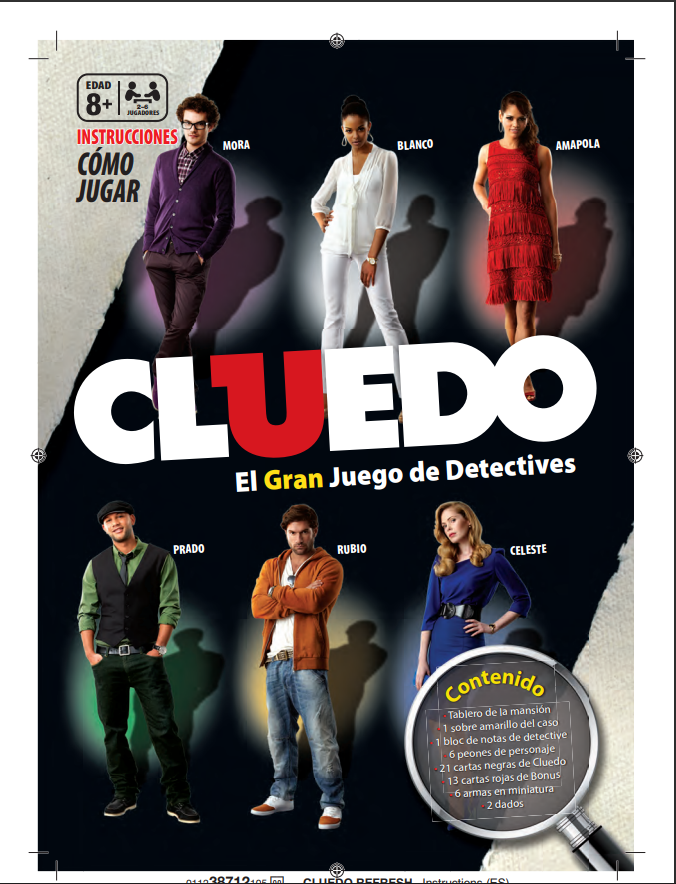 EDAD
8+
2-6
JUGADORES
INSTRUCCIONES
CÓMO
JUGAR
MORA
BLANCO
AMAPOLA
CLUEDO
El Gran Juego de Detectives
PRADO
RUBIO
CELESTE
Contenido
• Tablero de la mansión
• 1 sobre amarillo del caso
• 1 bloc de notas de detective
• 6 peones de personaje
• 21 cartas negras de Cluedo
• 13 cartas rojas de Bonus
• 6 armas en miniatura
• 2 dados
38712 CLUEDO REFRESH Instructions (ES)